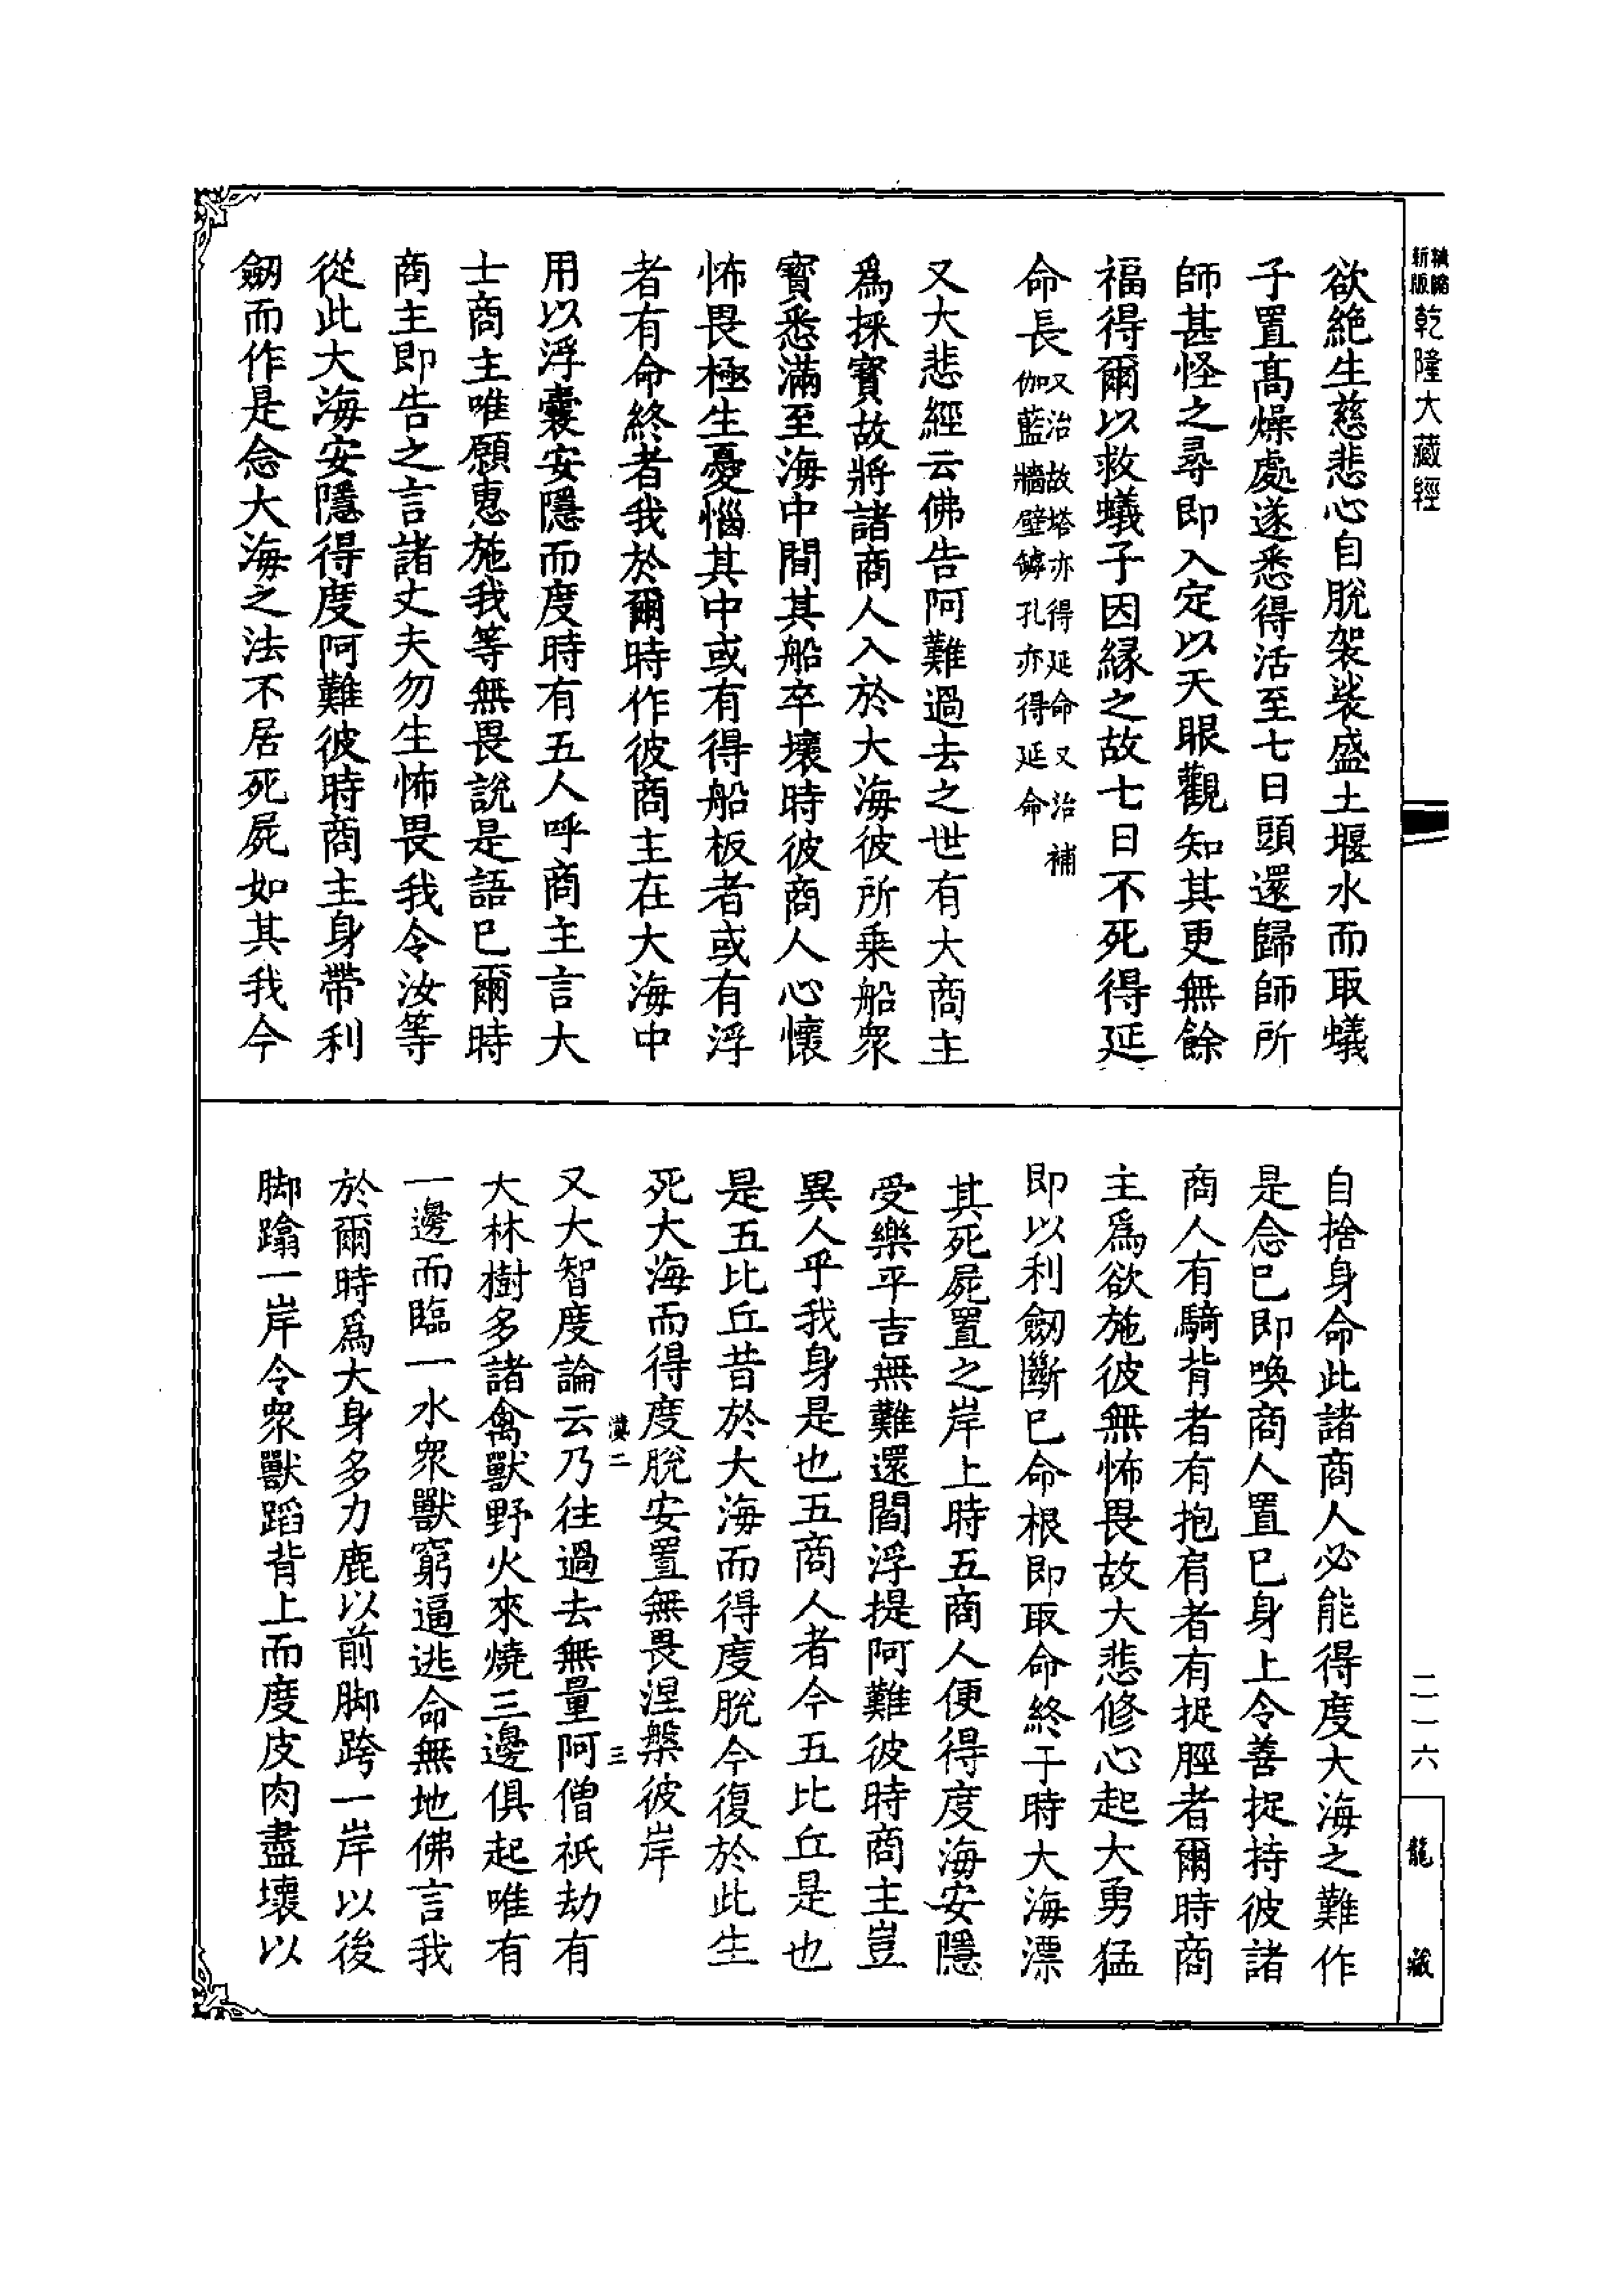 新版
乾隆大藏經
欲絶生慈悲心自脫袈裟盛土堰水而取蟻
子置髙燥處遂悉得活至七日頭還歸師所
師甚怪之尋即入定以天眼觀知其更無餘
福得爾以救蟻子因緣之故七日不死得延
命長又治故塔亦得延命又治補
伽藍牆壁罅孔亦得延命
又大悲經云佛告阿難過去之世有大商主
爲採寳故將諸商人入於大海彼所乗船衆
寳悉滿至海中間其船卒壞時彼商人心懷
怖畏極生憂惱其中或有得船板者或有浮
者有命終者我於爾時作彼商主在大海中
用以浮囊安隱而度時有五人呼商主言大
士商主唯願惠施我等無畏說是語已爾時
商主即告之言諸丈夫勿生怖畏我令汝等
從此大海安隱得度阿難彼時商主身帶利
劒而作是念大海之法不居死屍如其我今
自捨身命此諸商人必能得度大海之難作
是念已即喚商人置已身上令善捉持彼諸
商人有騎背者有抱肩者有捉脛者爾時商
主爲欲施彼無怖畏故大悲修心起大勇猛
即以利劒斷已命根即取命終于時大海漂
其死屍置之岸上時五商人便得度海安隱
受樂平吉無難還閻浮提阿難彼時商主豈
異人乎我身是也五商人者今五比丘是也
是五比丘昔於大海而得度脫今復於此生
死大海而得度脫安置無畏涅槃彼岸
二 三
又大智度論云乃往過去無量阿僧祇劫有
大林樹多諸禽獸野火來燒三邊俱起唯有
一邊而臨一水衆獸窮逼逃命無地佛言我
於爾時爲大身多力鹿以前脚跨一岸以後
脚蹹一岸令衆獸蹈背上而度皮肉盡壞以
二一六
龍藏